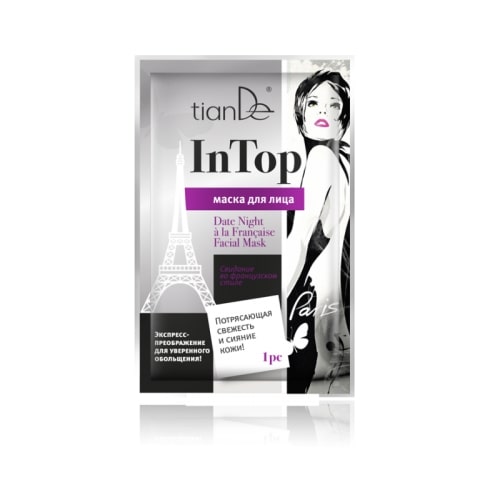 tianDe®
InTop
маска для лица
Date Night
à la Française
Facial Mask
Свидание
во французском
стиле
Paris
ПОТРЯСАЮЩАЯ
СВЕЖЕСТЬ
И СИЯНИЕ
КОЖИ!
1pc
ЭКСПРЕСС-
ПРЕОБРАЖЕНИЕ
ДЛЯ УВЕРЕННОГО
ОБОЛЬЩЕНИЯ!